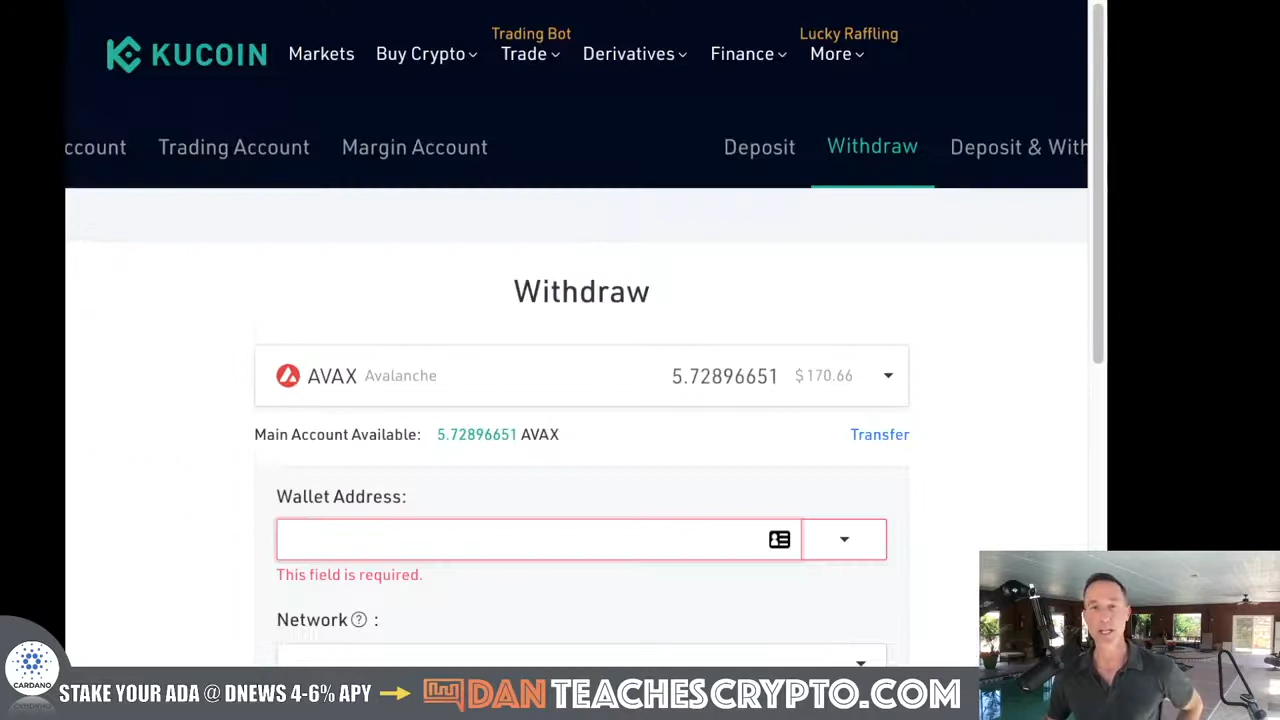 KUCOIN
Markets
Buy Crypto
Trading Bot
Trade
Derivatives
Finance
Lucky Raffling
More
ccount
Trading Account
Margin Account
Deposit
Withdraw
Deposit & With
Withdraw
AVAX Avalanche 5.72896651 $ 170.66
Main Account Available: 5.72896651 AVAX Transfer
Wallet Address:
This field is required.
Network ? :
CARDANO
STAKE YOUR ADA @ DNEWS 4-6% APY
DANTEACHESCRYPTO.COM